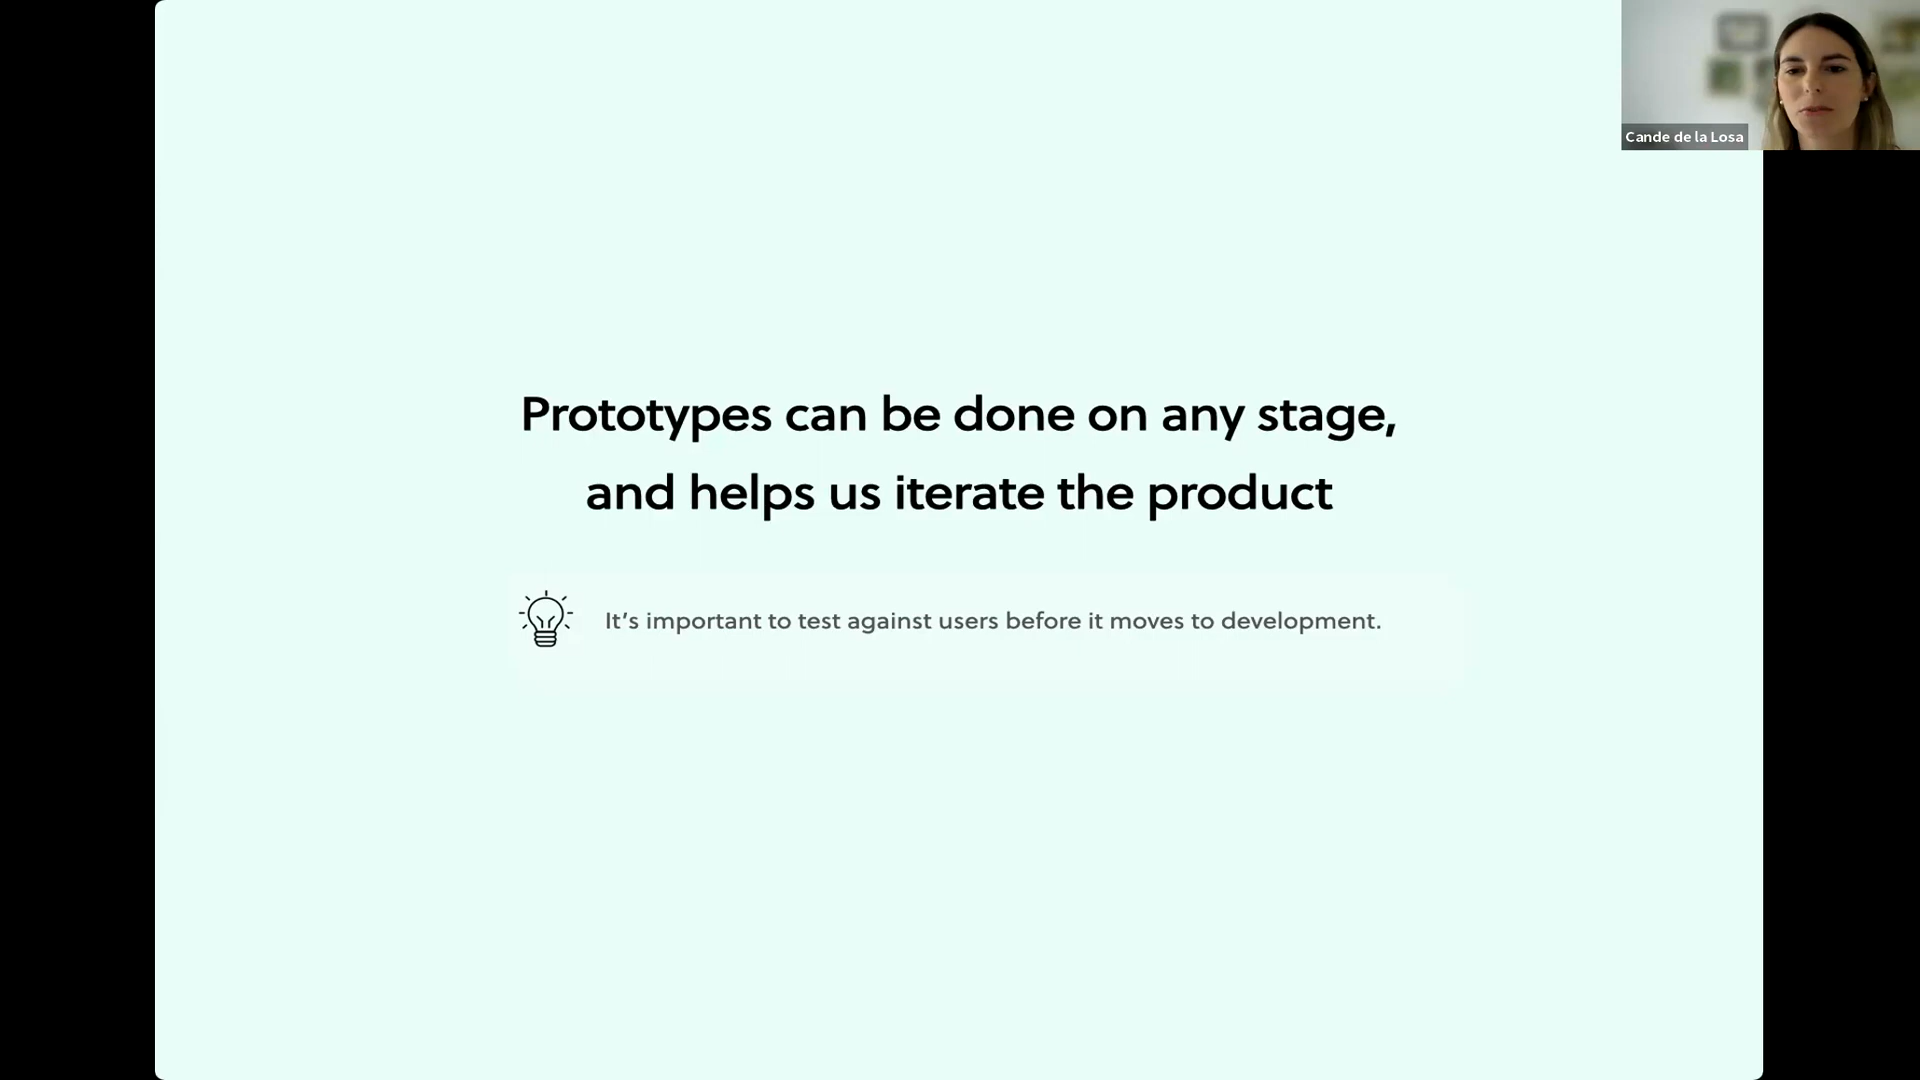 Cande de la Losa
Prototypes can be done on any stage,
and helps us iterate the product
It’s important to test against users before it moves to development.